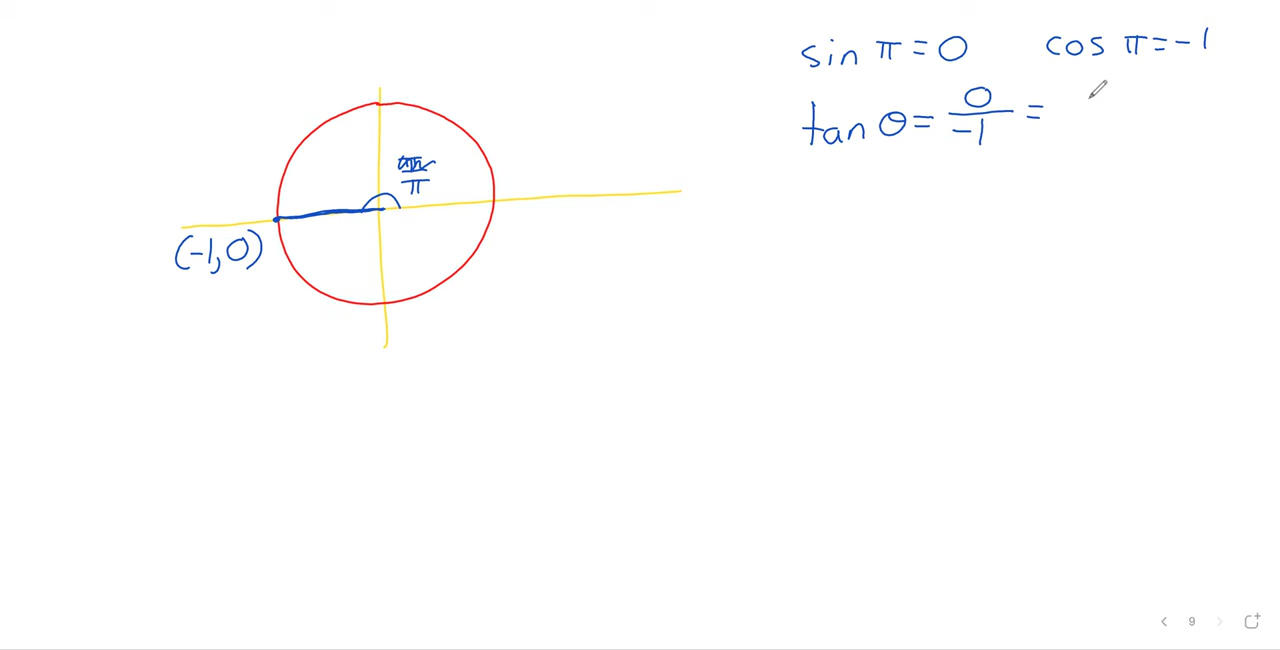 sin π = 0 cos π = -1
tan θ = 0/-1 =
π
(-1, 0)
9